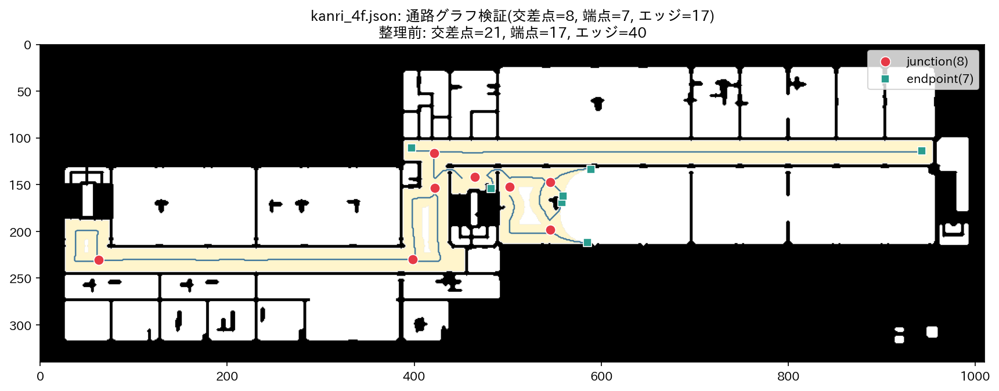 kanri_4f.json: 通路グラフ検証(交差点=8, 端点=7, エッジ=17)
整理前: 交差点=21, 端点=17, エッジ=40
junction(8)
endpoint(7)
0
50
100
150
200
250
300
0 200 400 600 800 1000